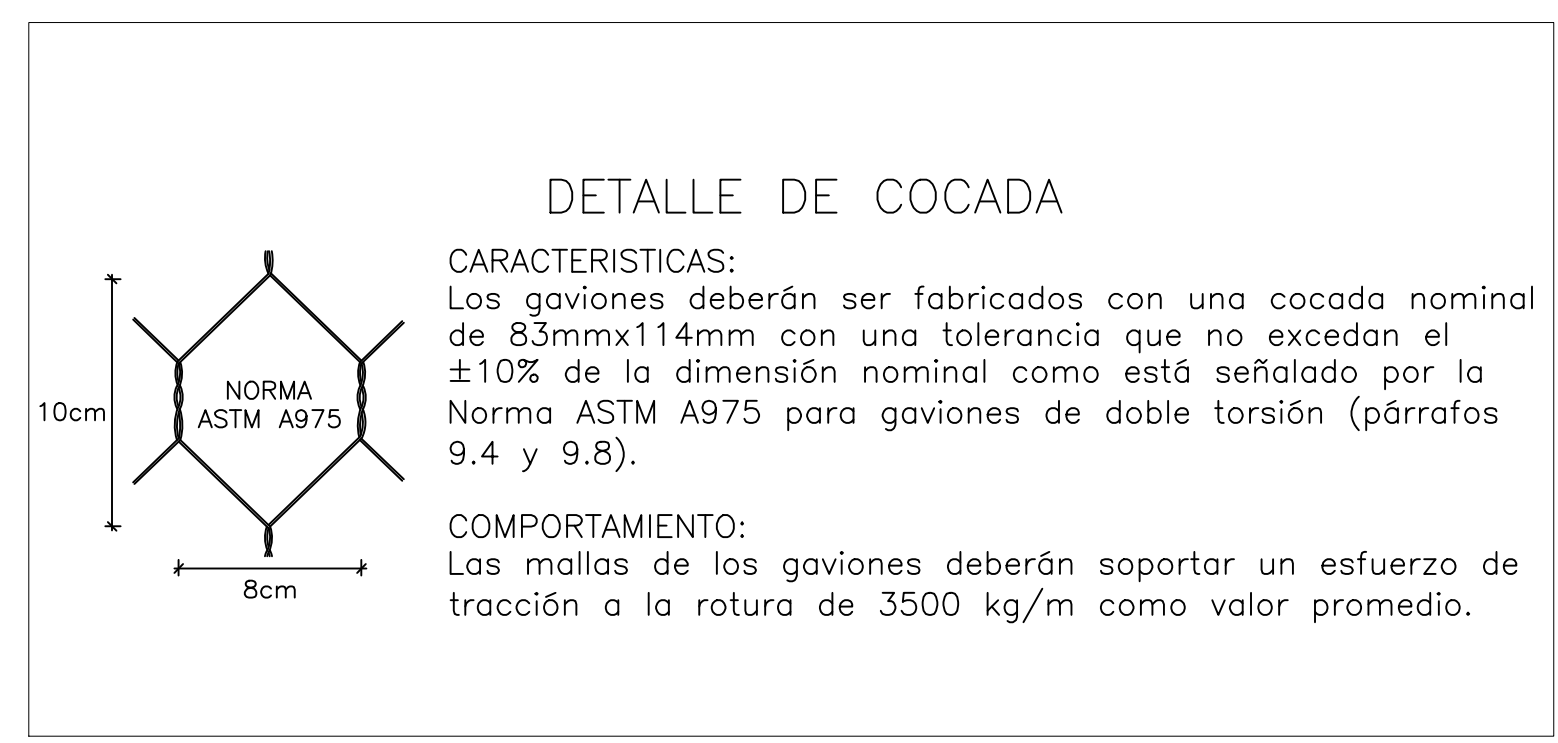 DETALLE DE COCADA
CARACTERISTICAS:
Los gaviones deberán ser fabricados con una cocada nominal
de 83mmx114mm con una tolerancia que no excedan el
±10% de la dimensión nominal como está señalado por la
Norma ASTM A975 para gaviones de doble torsión (párrafos
9.4 y 9.8).
COMPORTAMIENTO:
Las mallas de los gaviones deberán soportar un esfuerzo de
tracción a la rotura de 3500 kg/m como valor promedio.
NORMA
ASTM A975
10cm
8cm